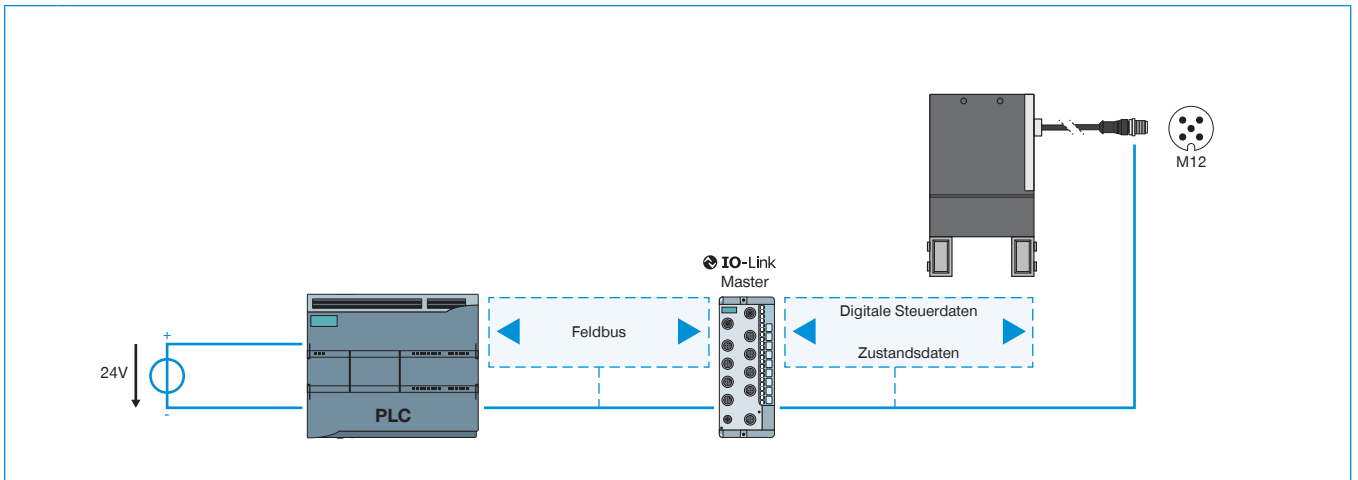 M12
IO-Link
Master
Digitale Steuerdaten
Feldbus
Zustandsdaten
+
24V
-
PLC